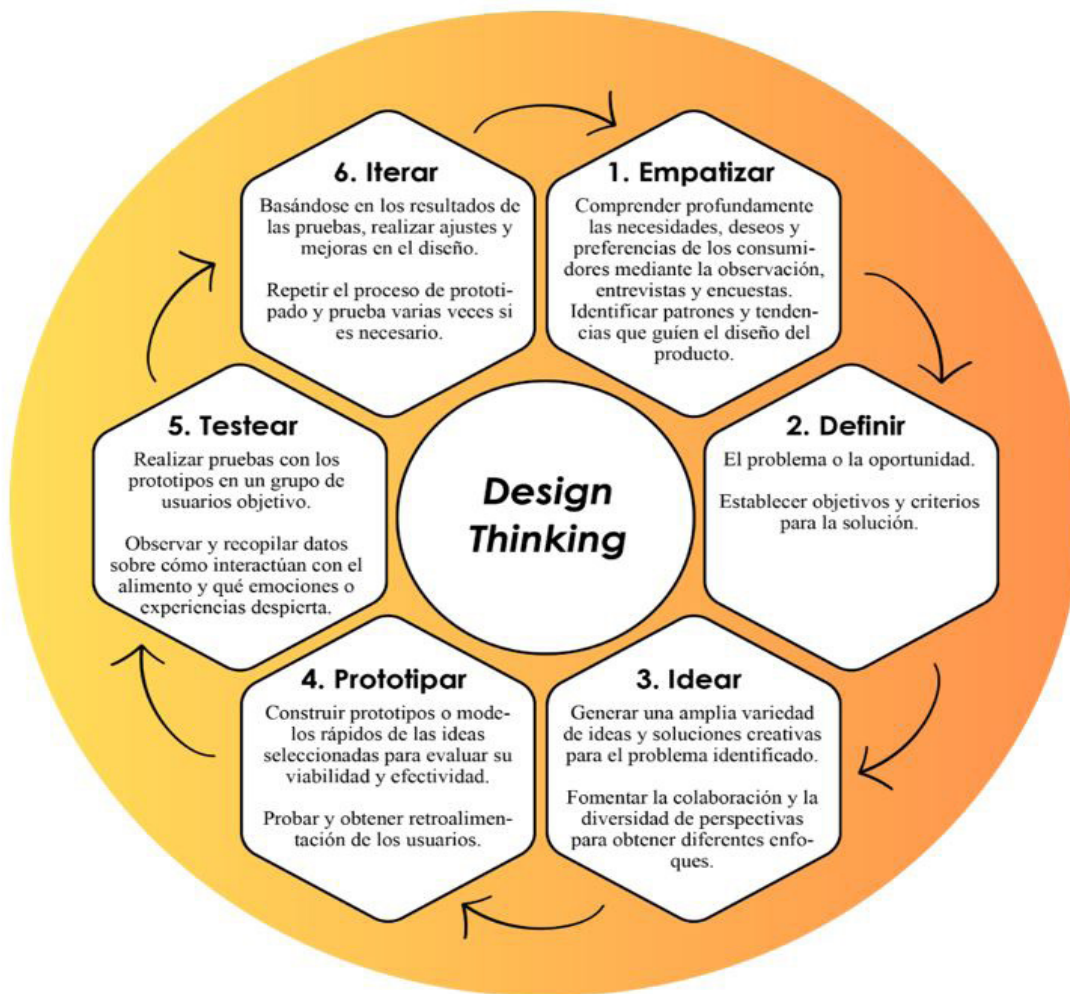 Design
Thinking
1. Empatizar
Comprender profundamente
las necesidades, deseos y
preferencias de los consumi-
dores mediante la observación,
entrevistas y encuestas.
Identificar patrones y tenden-
cias que guíen el diseño del
producto.
2. Definir
El problema o la oportunidad.
Establecer objetivos y criterios
para la solución.
3. Idear
Generar una amplia variedad
de ideas y soluciones creativas
para el problema identificado.
Fomentar la colaboración y la
diversidad de perspectivas
para obtener diferentes enfo-
ques.
4. Prototipar
Construir prototipos o mode-
los rápidos de las ideas
seleccionadas para evaluar su
viabilidad y efectividad.
Probar y obtener retroalimen-
tación de los usuarios.
5. Testear
Realizar pruebas con los
prototipos en un grupo de
usuarios objetivo.
Observar y recopilar datos
sobre cómo interactúan con el
alimento y qué emociones o
experiencias despierta.
6. Iterar
Basándose en los resultados de
las pruebas, realizar ajustes y
mejoras en el diseño.
Repetir el proceso de prototi-
pado y prueba varias veces si
es necesario.